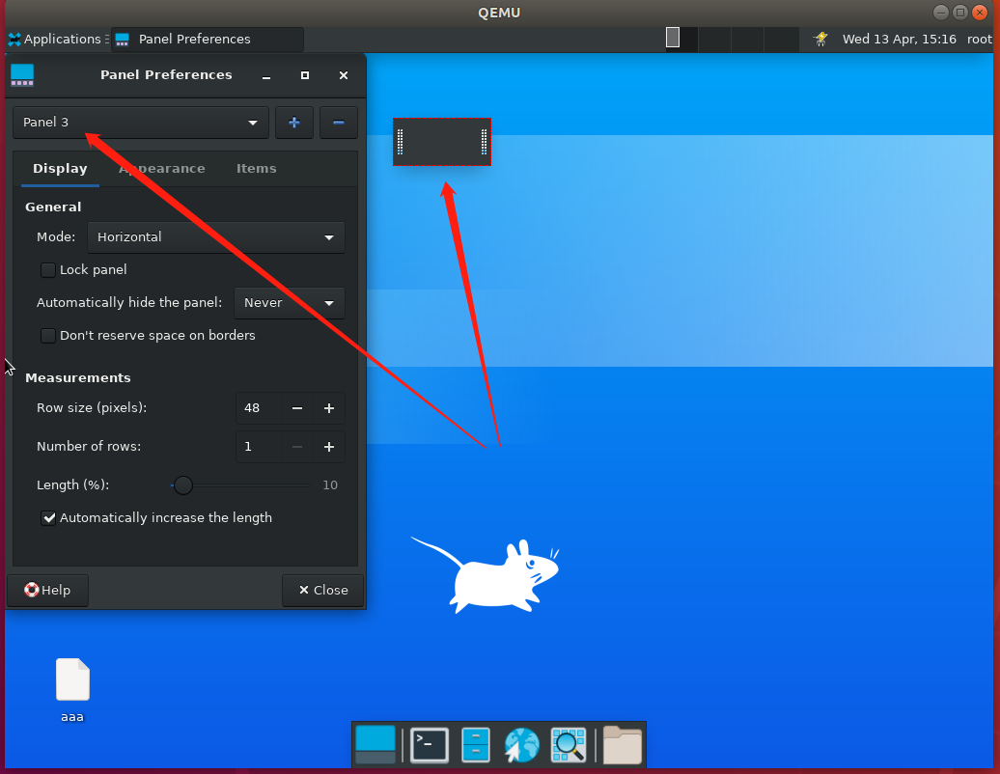 QEMU
Applications
Panel Preferences
Wed 13 Apr, 15:16
root
Panel Preferences
Panel 3
Display
Appearance
Items
General
Mode:
Horizontal
Lock panel
Automatically hide the panel:
Never
Don't reserve space on borders
Measurements
Row size (pixels):
48
Number of rows:
1
Length (%):
10
Automatically increase the length
Help
Close
aaa
>-